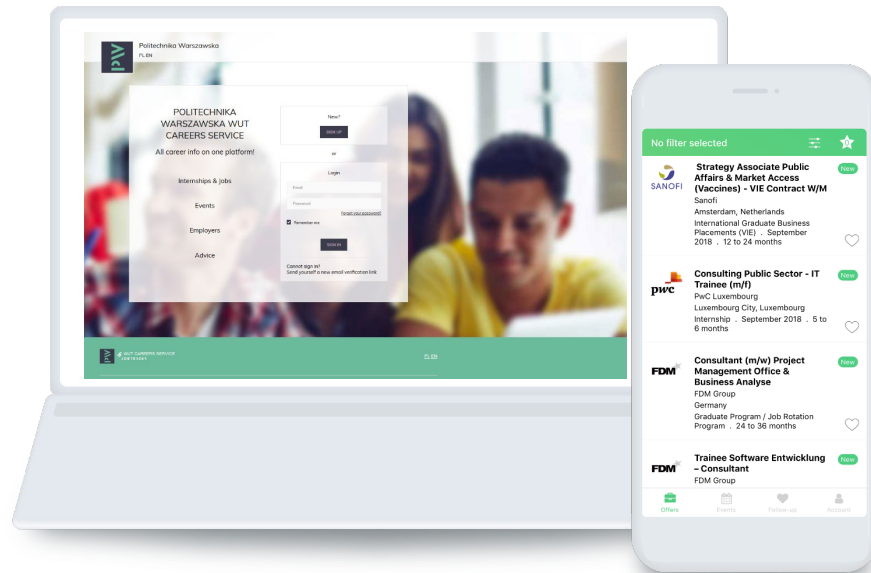 Politechnika Warszawska
PL EN
POLITECHNIKA
WARSZAWSKA WUT
CAREERS SERVICE
All career info on one platform!
Internships & Jobs
Events
Employers
Advice
New?
SIGN UP
or
Login
Email
Password
Forgot your password?
Remember me
SIGN IN
Cannot sign in?
Send yourself a new email verification link
WUT CAREERS SERVICE
JOBTEASER
PL EN
No filter selected
SANOFI
Strategy Associate Public
Affairs & Market Access
(Vaccines) - VIE Contract W/M
New
Sanofi
Amsterdam, Netherlands
International Graduate Business
Placements (VIE) . September
2018 . 12 to 24 months
pwc
Consulting Public Sector - IT
Trainee (m/f)
New
PwC Luxembourg
Luxembourg City, Luxembourg
Internship . September 2018 . 5 to
6 months
FDM
Consultant (m/w) Project
Management Office &
Business Analyse
New
FDM Group
Germany
Graduate Program / Job Rotation
Program . 24 to 36 months
FDM
Trainee Software Entwicklung
– Consultant
New
FDM Group
Offers
Events
Follow-up
Account